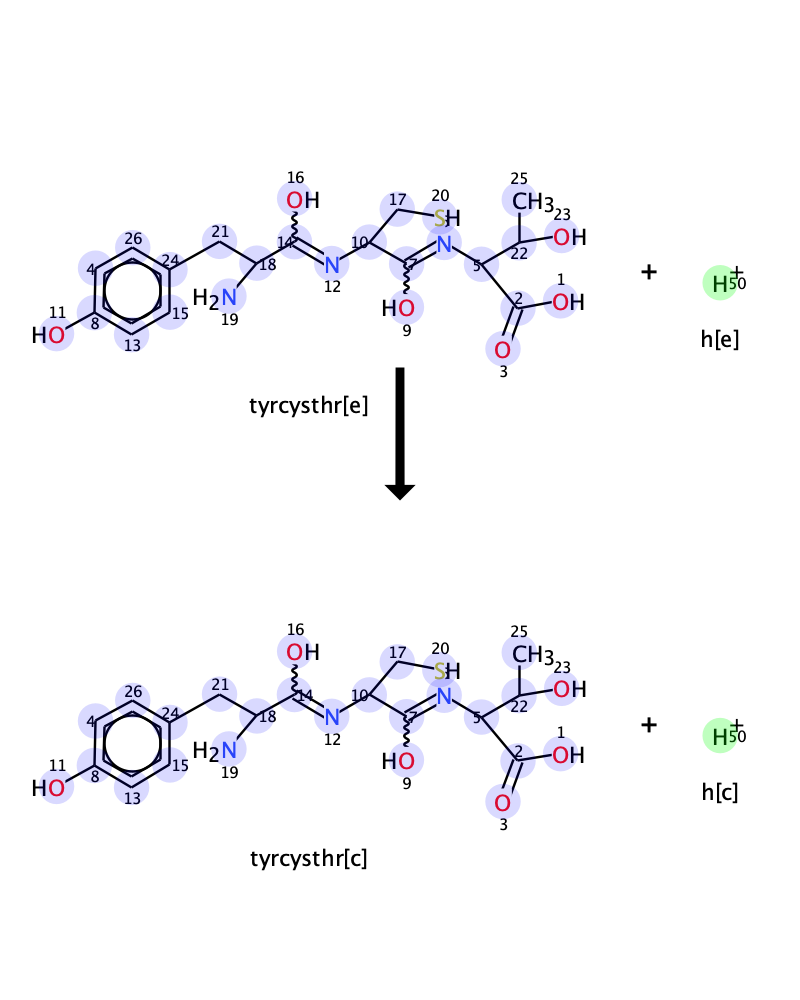 16
OH
17
20
SH
25
CH3
23
OH
26
21
14
10
N
4
24
18
N
7
5
22
12
H2N
19
1
2
OH
+
H+
50
11
HO
8
15
13
HO
9
O
3
h[e]
tyrcysthr[e]
16
OH
17
20
SH
25
CH3
23
OH
26
21
14
10
N
4
24
18
N
7
5
22
12
H2N
19
1
2
OH
+
H+
50
11
HO
8
15
13
HO
9
O
3
h[c]
tyrcysthr[c]